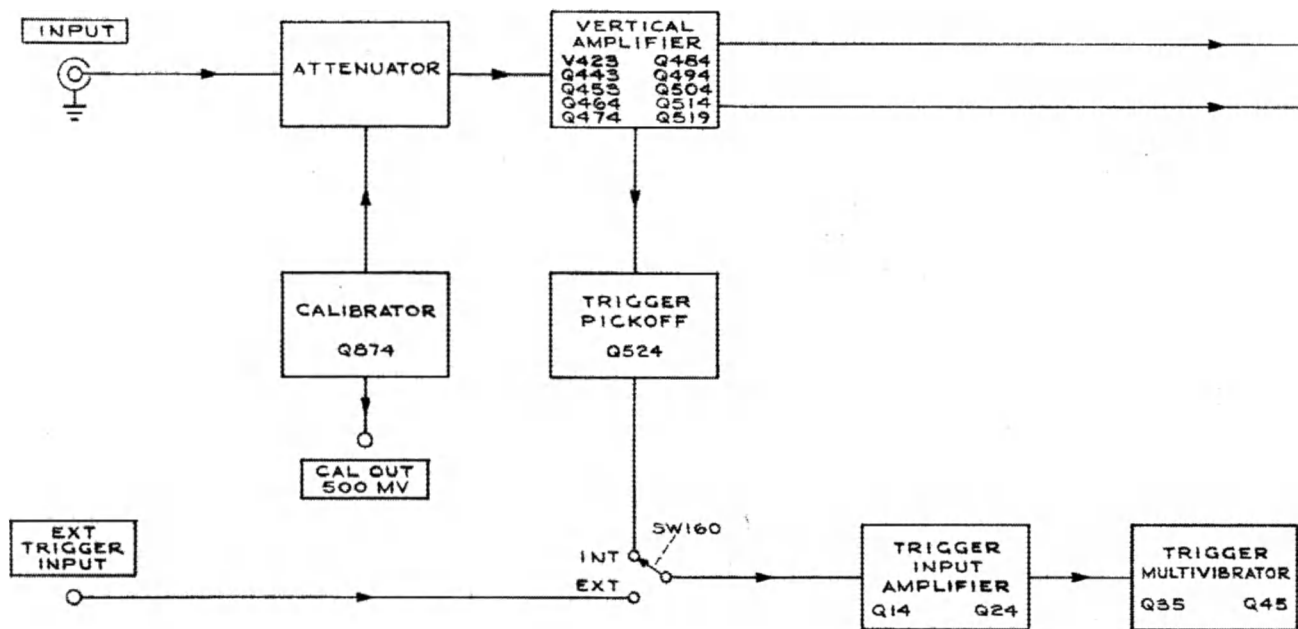 INPUT
ATTENUATOR
VERTICAL
AMPLIFIER
V423 Q484
Q443 Q494
Q453 Q504
Q464 Q514
Q474 Q519
CALIBRATOR
Q874
TRIGGER
PICKOFF
Q524
CAL OUT
500 MV
EXT
TRIGGER
INPUT
INT
EXT
SW160
TRIGGER
INPUT
AMPLIFIER
Q14 Q24
TRIGGER
MULTIVIBRATOR
Q35 Q45